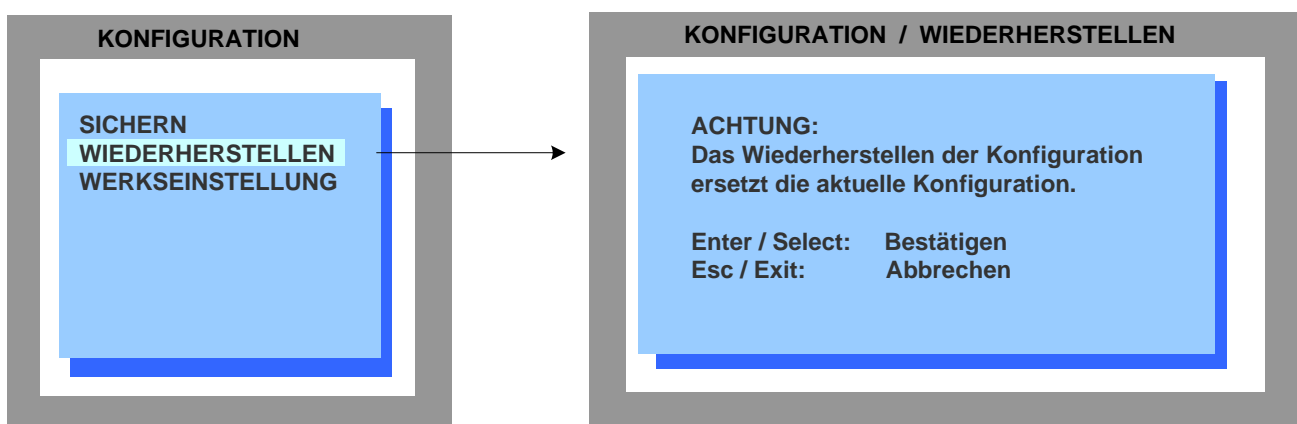 KONFIGURATION
SICHERN
WIEDERHERSTELLEN
WERKSEINSTELLUNG
KONFIGURATION / WIEDERHERSTELLEN
ACHTUNG:
Das Wiederherstellen der Konfiguration
ersetzt die aktuelle Konfiguration.
Enter / Select: Bestätigen
Esc / Exit: Abbrechen